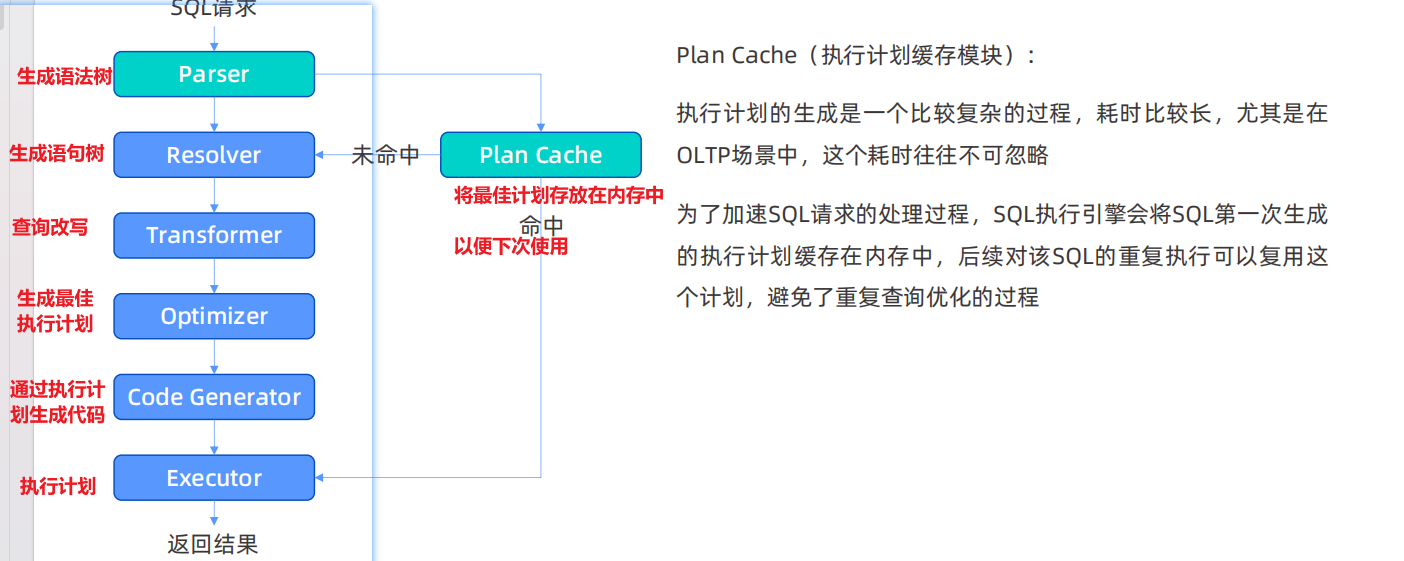 SQL请求
生成语法树
Parser
生成语句树
Resolver
未命中
Plan Cache
将最佳计划存放在内存中
命中
以便下次使用
查询改写
Transformer
生成最佳
执行计划
Optimizer
通过执行计
划生成代码
Code Generator
执行计划
Executor
返回结果
Plan Cache（执行计划缓存模块）：
执行计划的生成是一个比较复杂的过程，耗时比较长，尤其是在
OLTP场景中，这个耗时往往不可忽略
为了加速SQL请求的处理过程，SQL执行引擎会将SQL第一次生成
的执行计划缓存在内存中，后续对该SQL的重复执行可以复用这
个计划，避免了重复查询优化的过程